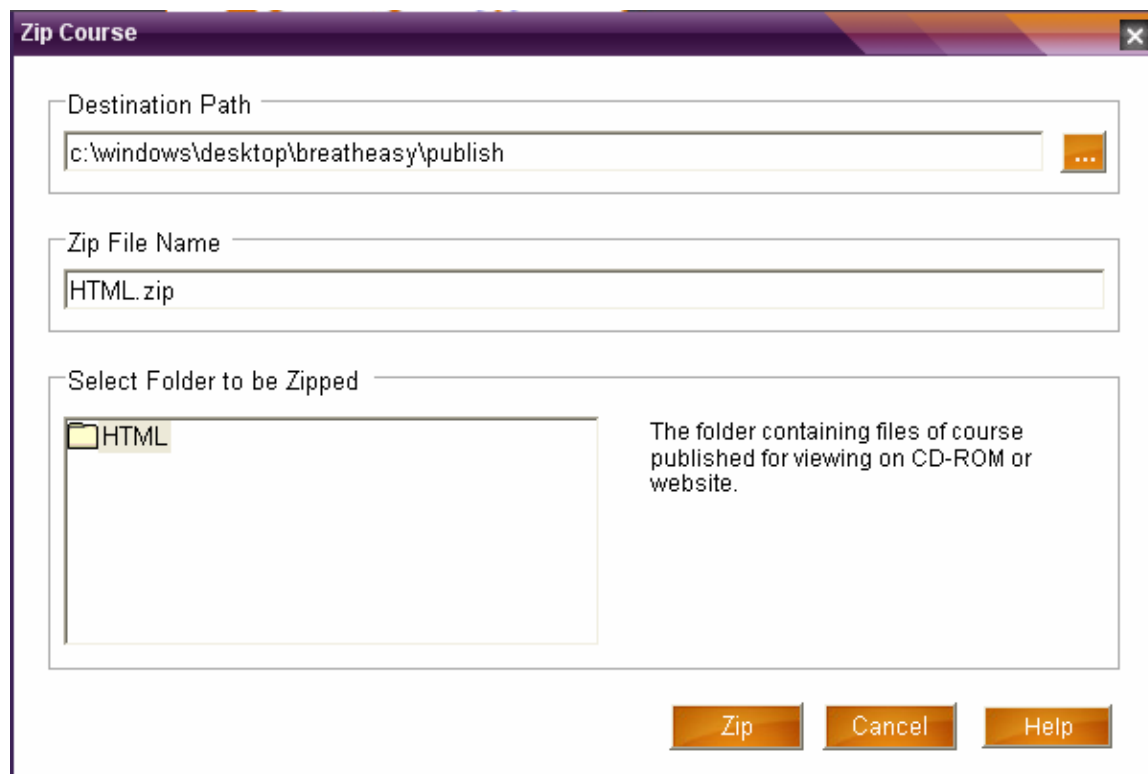 Zip Course
Destination Path
c:\windows\desktop\breatheasy\publish
...
Zip File Name
HTML.zip
Select Folder to be Zipped
HTML
The folder containing files of course
published for viewing on CD-ROM or
website.
Zip Cancel Help